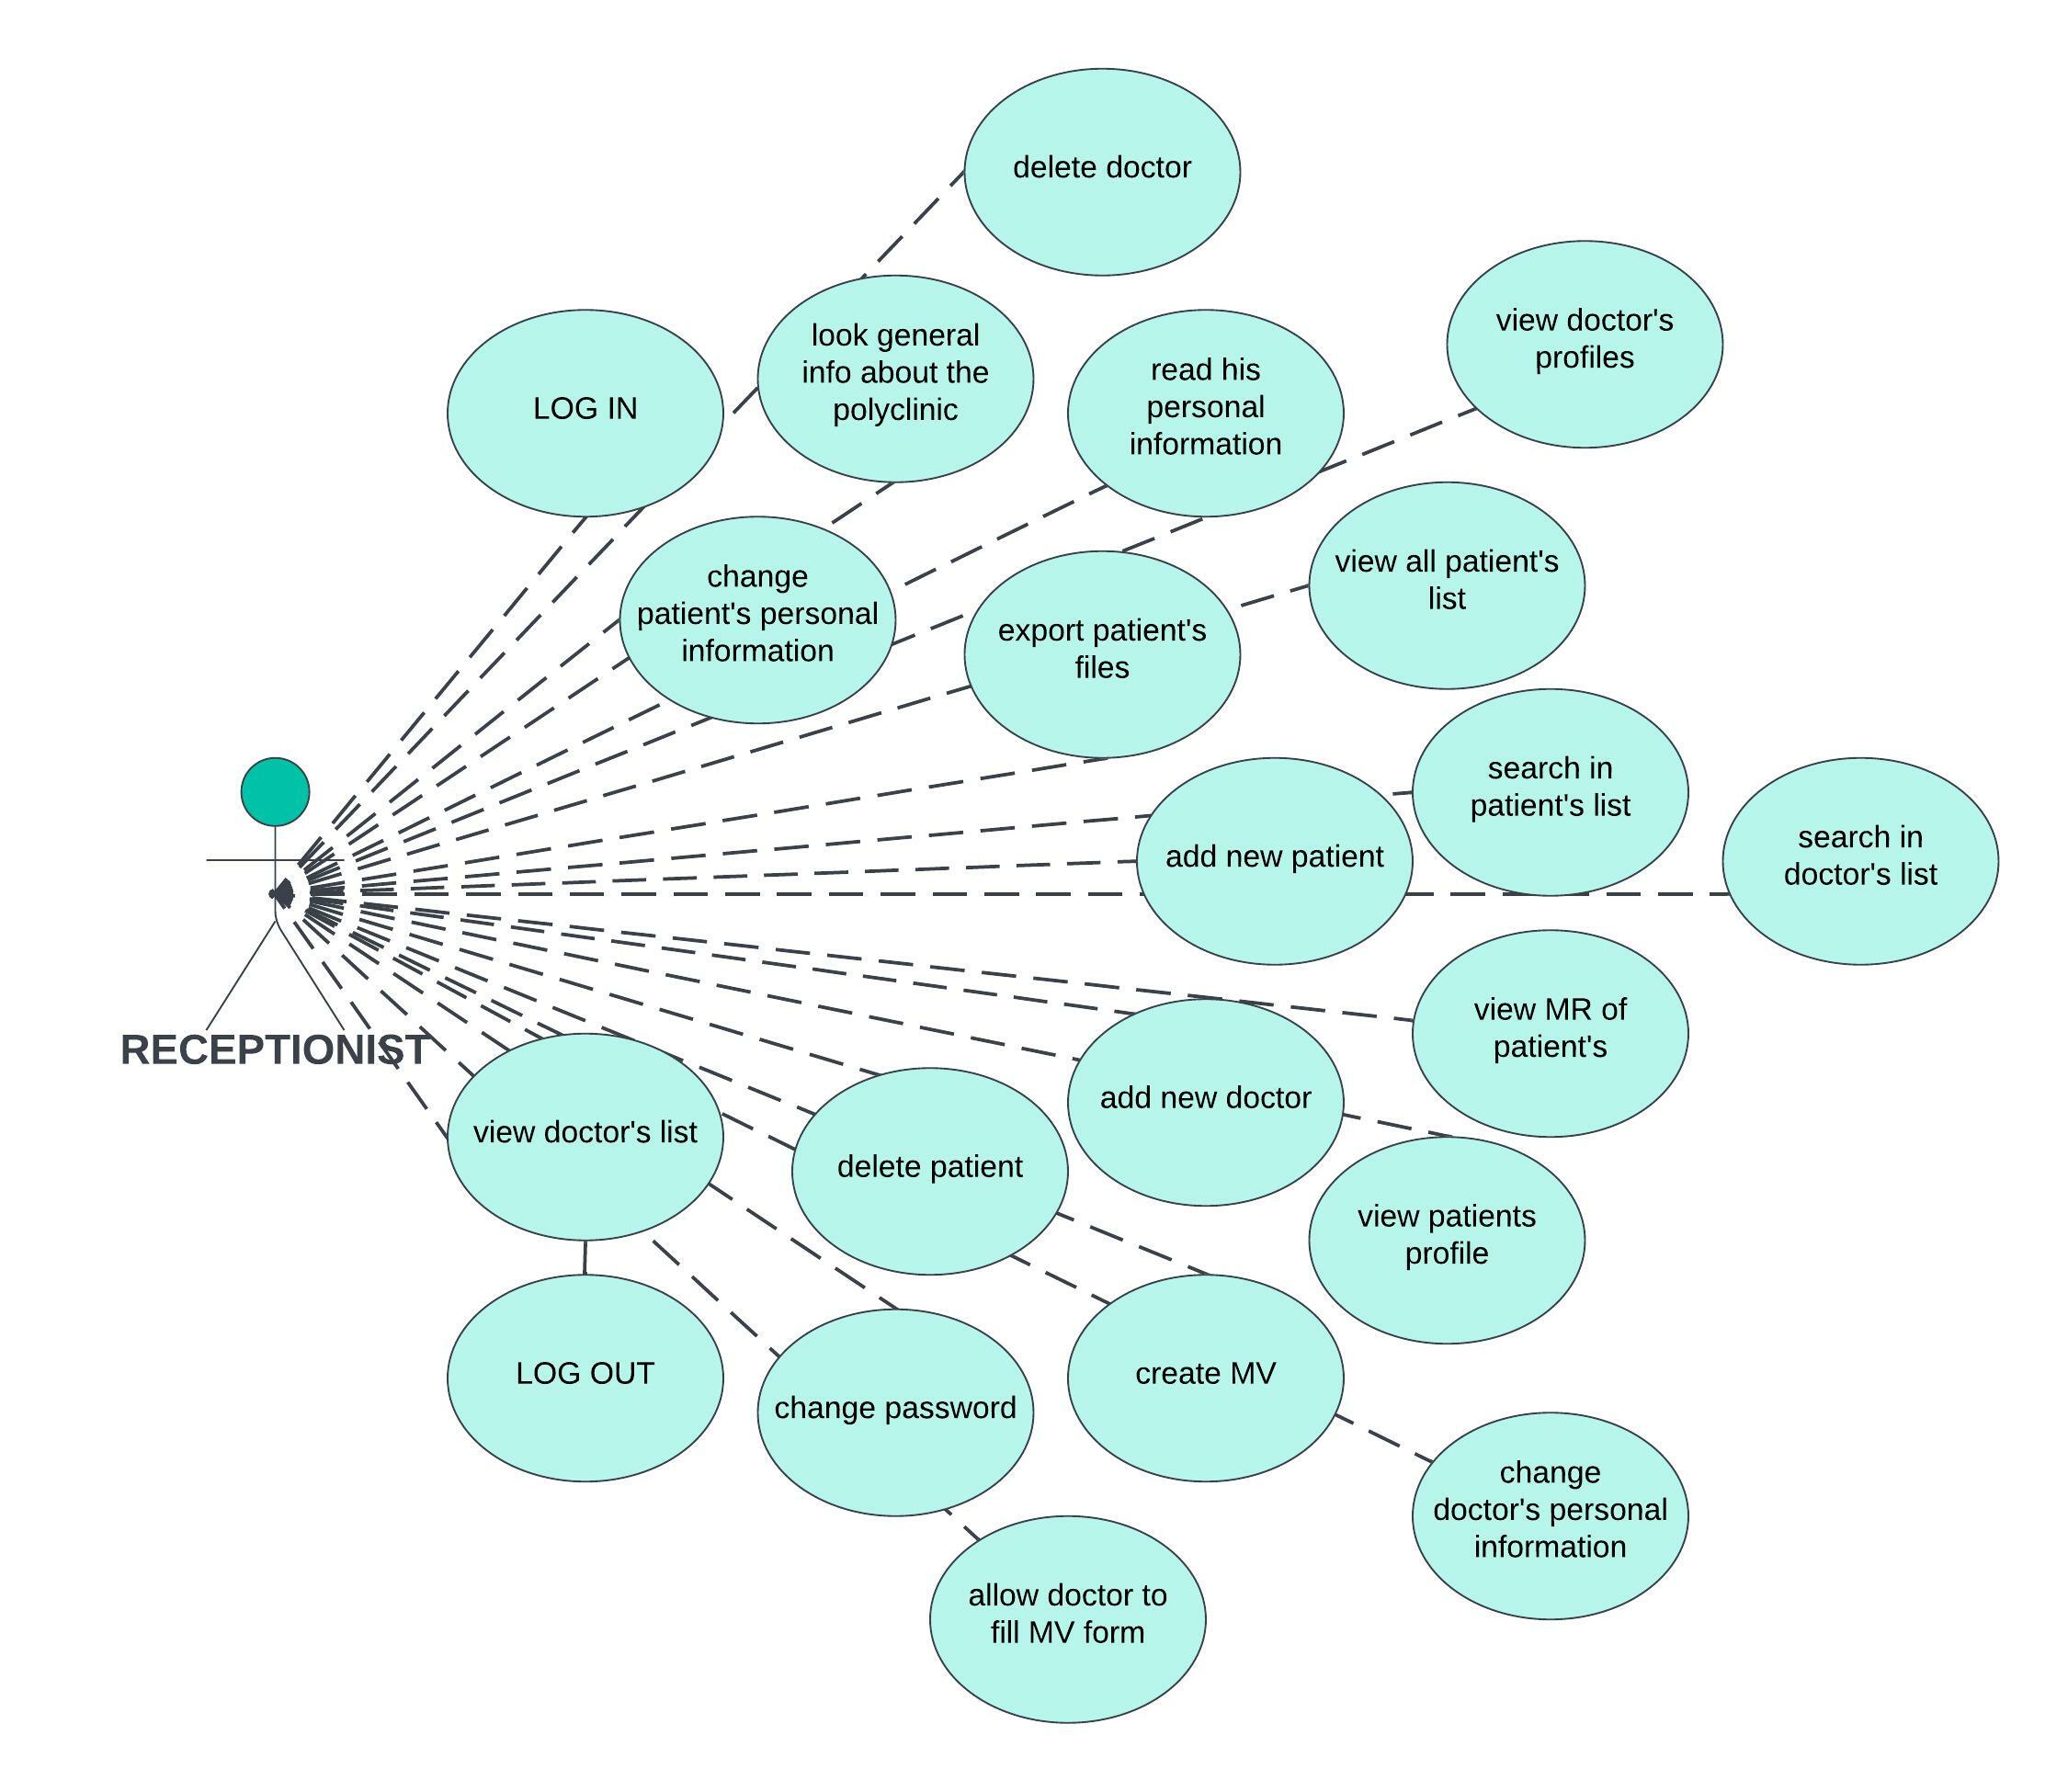 delete doctor
view doctor's
profiles
look general
info about the
polyclinic
LOG IN
read his
personal
information
view all patient's
list
change
patient's personal
information
export patient's
files
search in
patient's list
search in
doctor's list
add new patient
RECEPTIONIST
view MR of
patient's
add new doctor
view doctor's list
delete patient
view patients
profile
LOG OUT
change password
create MV
change
doctor's personal
information
allow doctor to
fill MV form